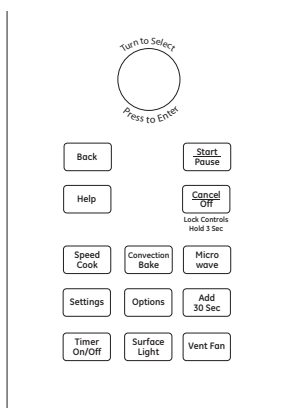 Turn to Select
Press to Enter
Back
Start
Pause
Help
Cancel
Off
Lock Controls
Hold 3 Sec
Speed
Cook
Convection
Bake
Micro
wave
Settings
Options
Add
30 Sec
Timer
On/Off
Surface
Light
Vent Fan